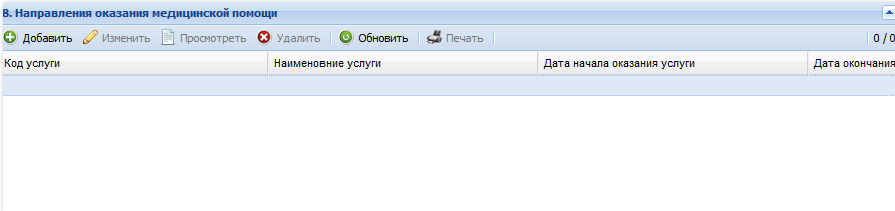 8. Направления оказания медицинской помощи
Добавить Изменить Просмотреть Удалить Обновить Печать 0 / 0
Код услуги Наименовние услуги Дата начала оказания услуги Дата окончания